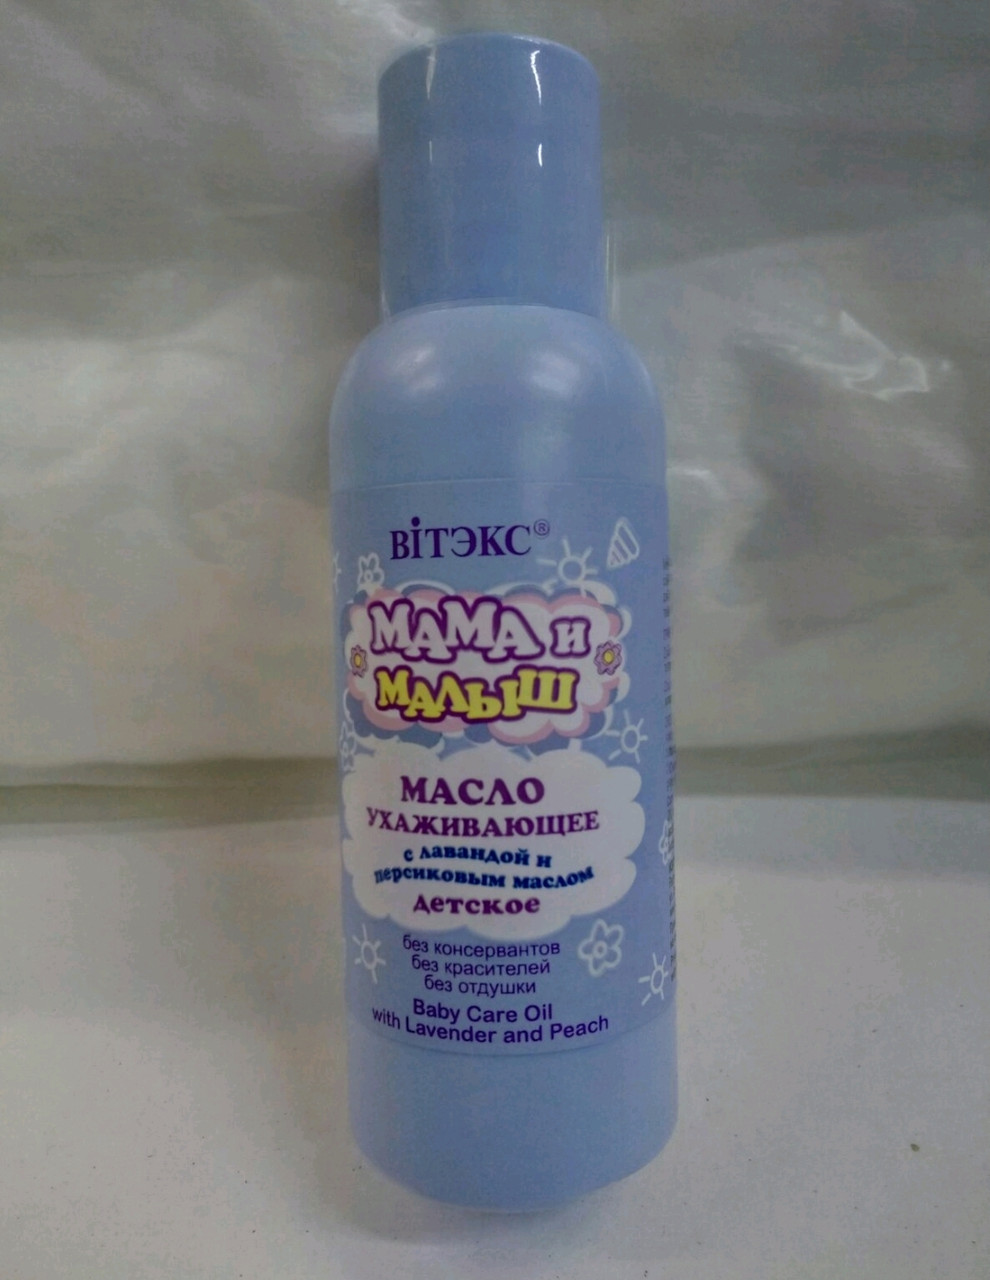 ВІТЭКС®
МАМА и
МАЛЫШ
МАСЛО
УХАЖИВАЮЩЕЕ
с лавандой и
персиковым маслом
детское
без консервантов
без красителей
без отдушки
Baby Care Oil
with Lavender and Peach